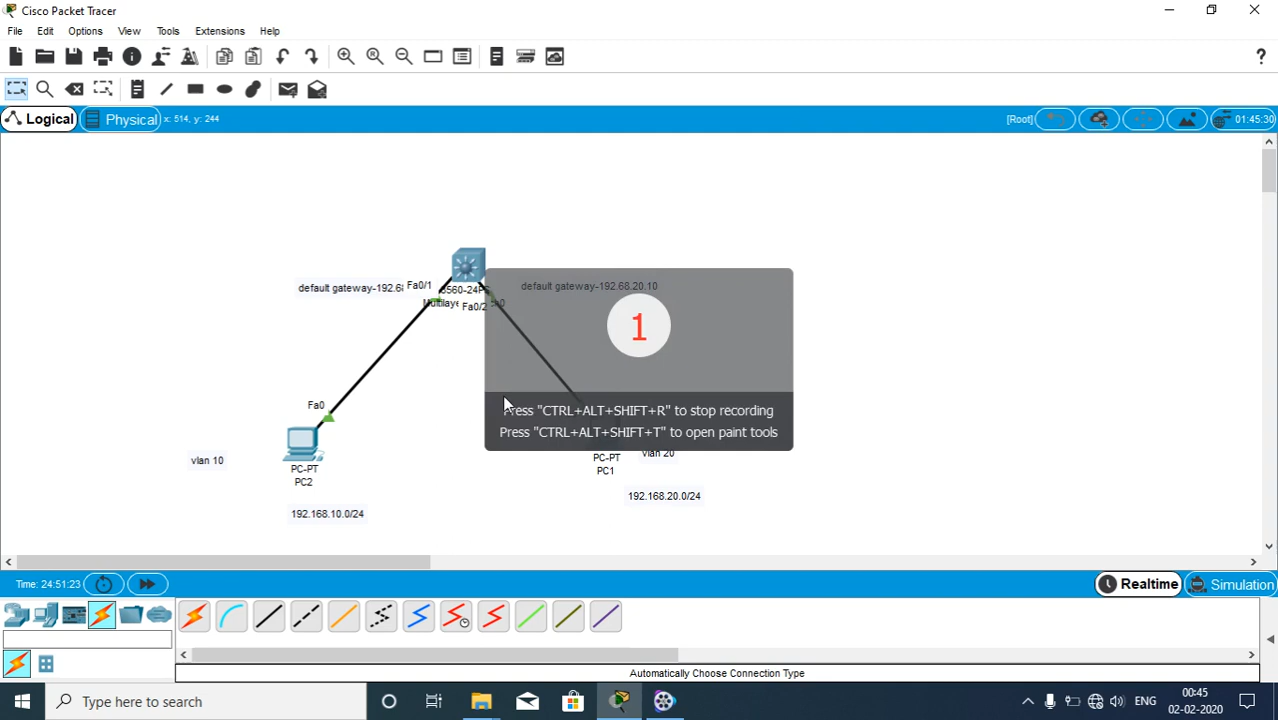 Cisco Packet Tracer
File Edit Options View Tools Extensions Help
?
Logical Physical x: 514, y: 244 [Root] 01:45:30
default gateway-192.6 Fa0/1 default gateway-192.68.20.10
Fa0/2
1
Press "CTRL+ALT+SHIFT+R" to stop recording
Press "CTRL+ALT+SHIFT+T" to open paint tools
Fa0
vlan 10
PC-PT
PC2
192.168.10.0/24
PC-PT
PC1
vlan 20
192.168.20.0/24
Time: 24:51:23 Realtime Simulation
Automatically Choose Connection Type
Type here to search
ENG
00:45
02-02-2020